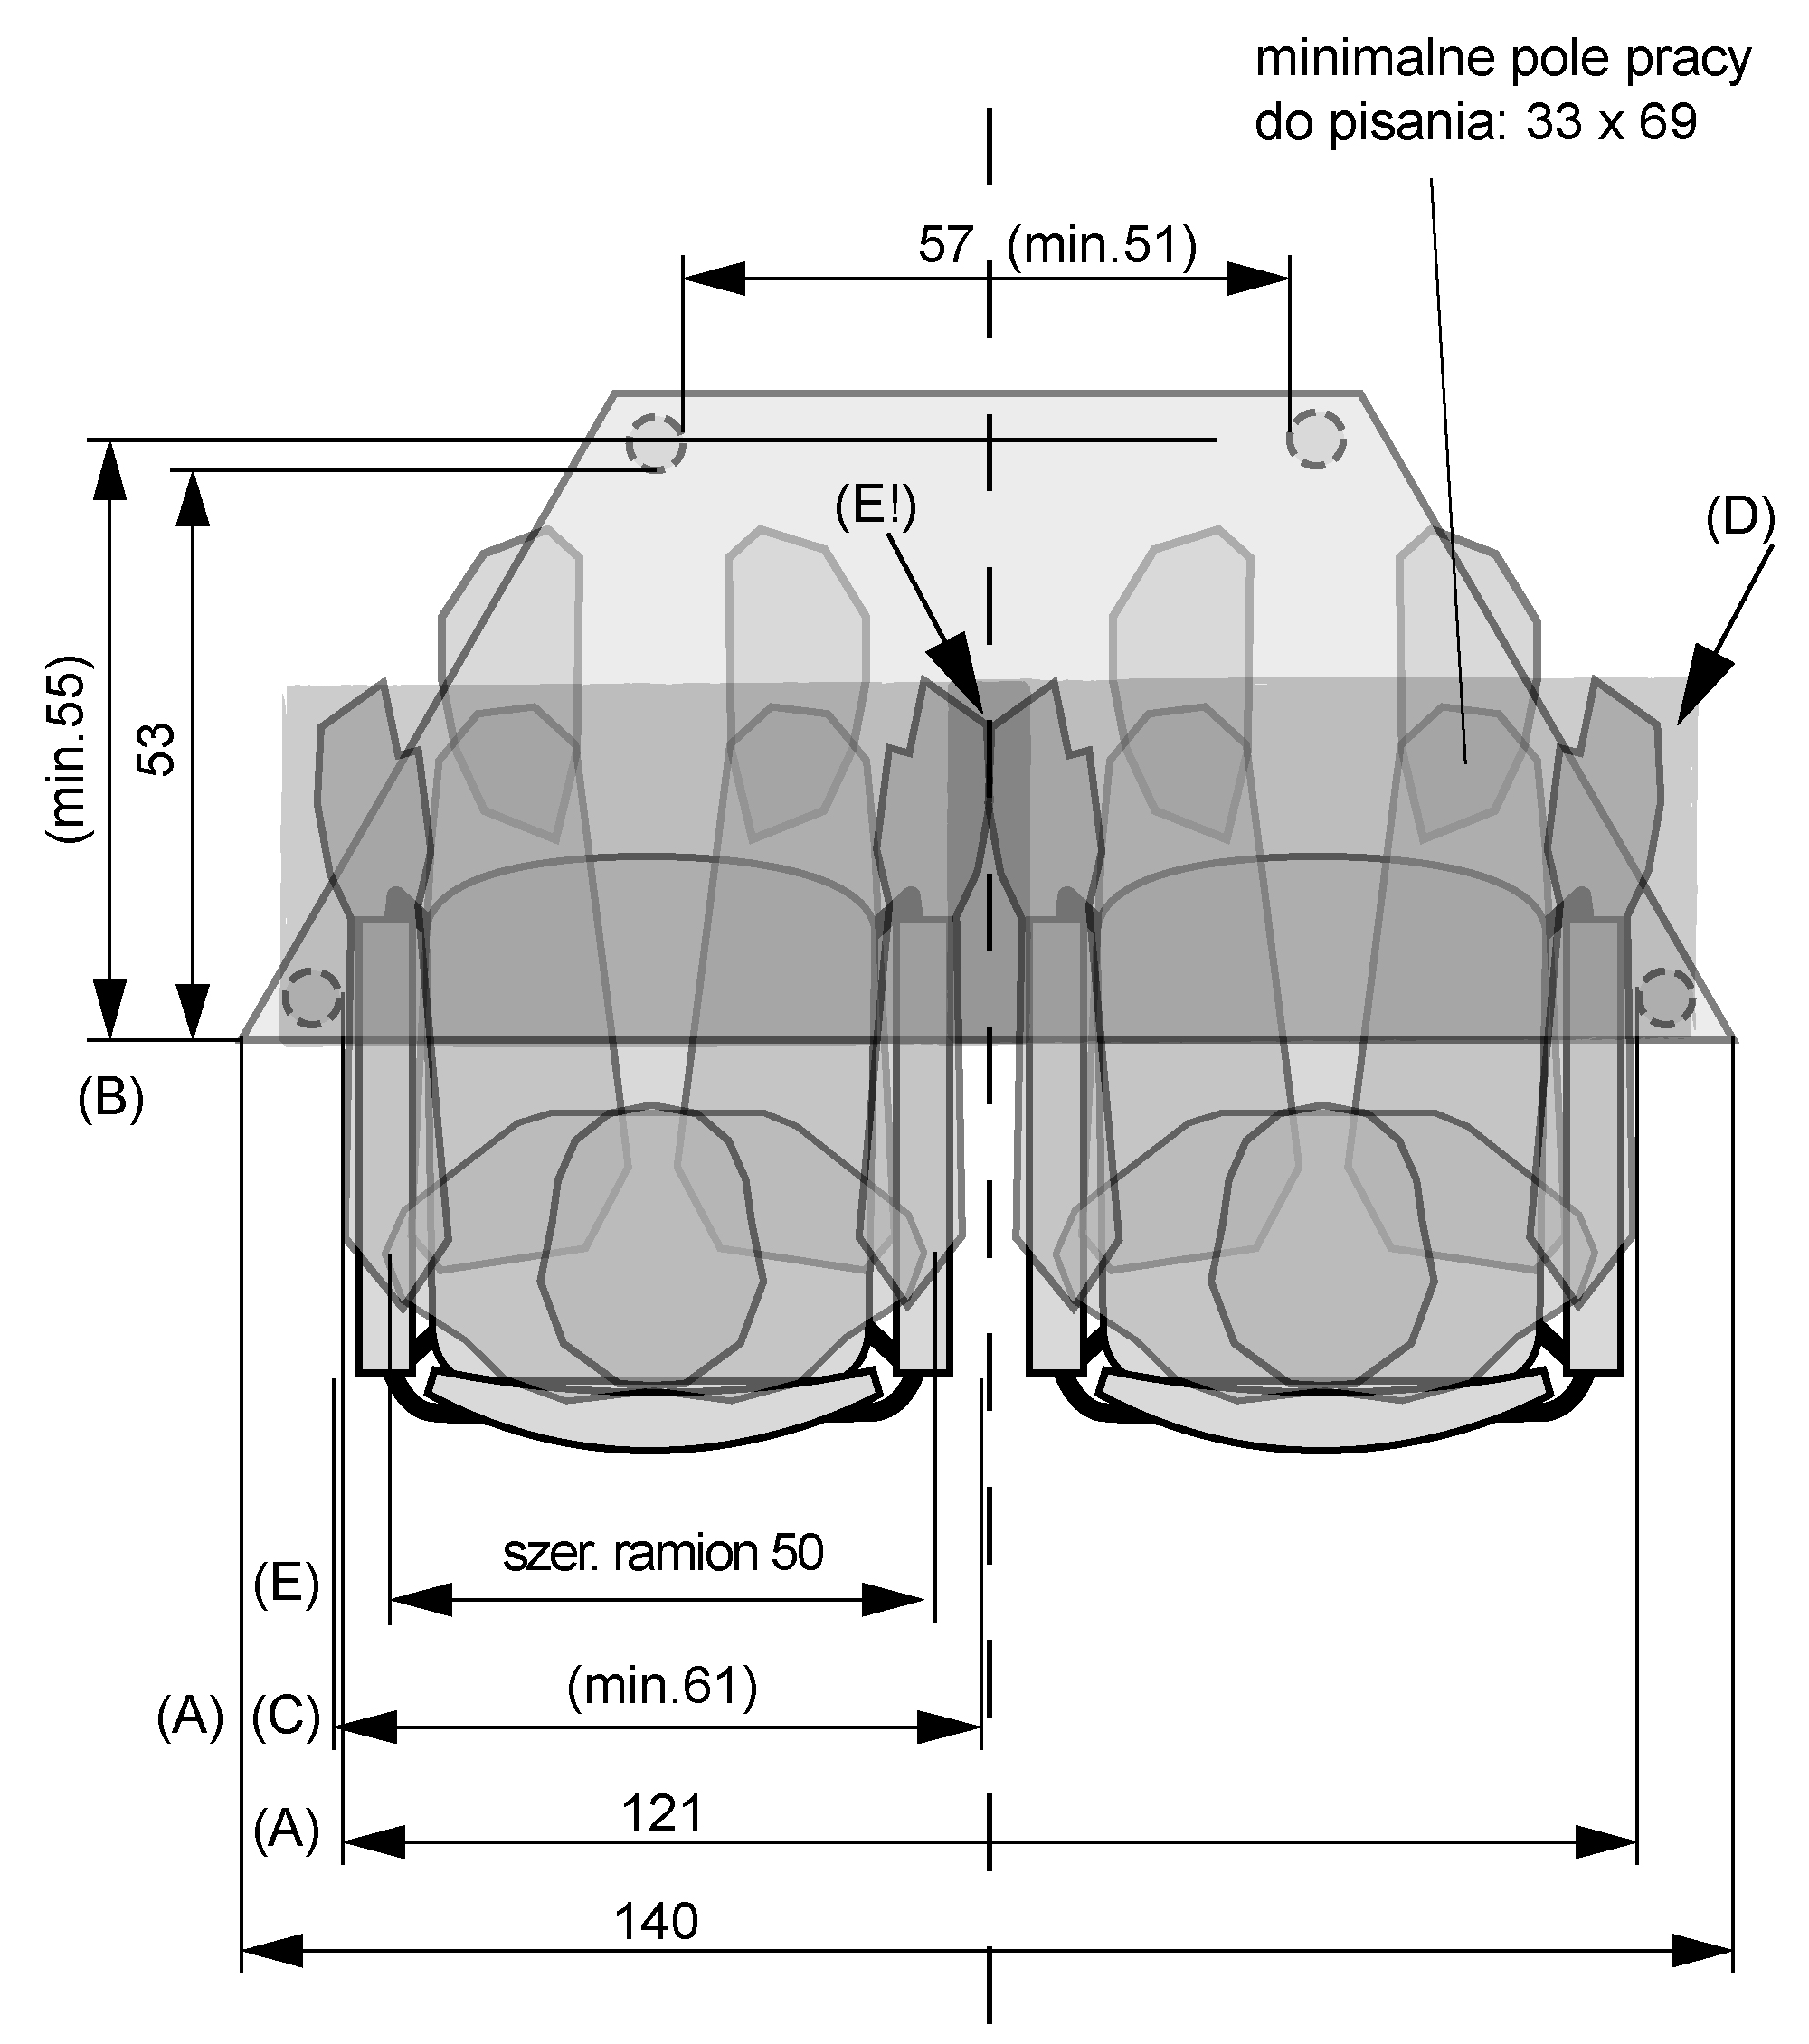 minimalne pole pracy
do pisania: 33 x 69
57 (min.51)
(E!)
(D)
(min.55)
53
(B)
szer. ramion 50
(E)
(min.61)
(A) (C)
121
(A)
140